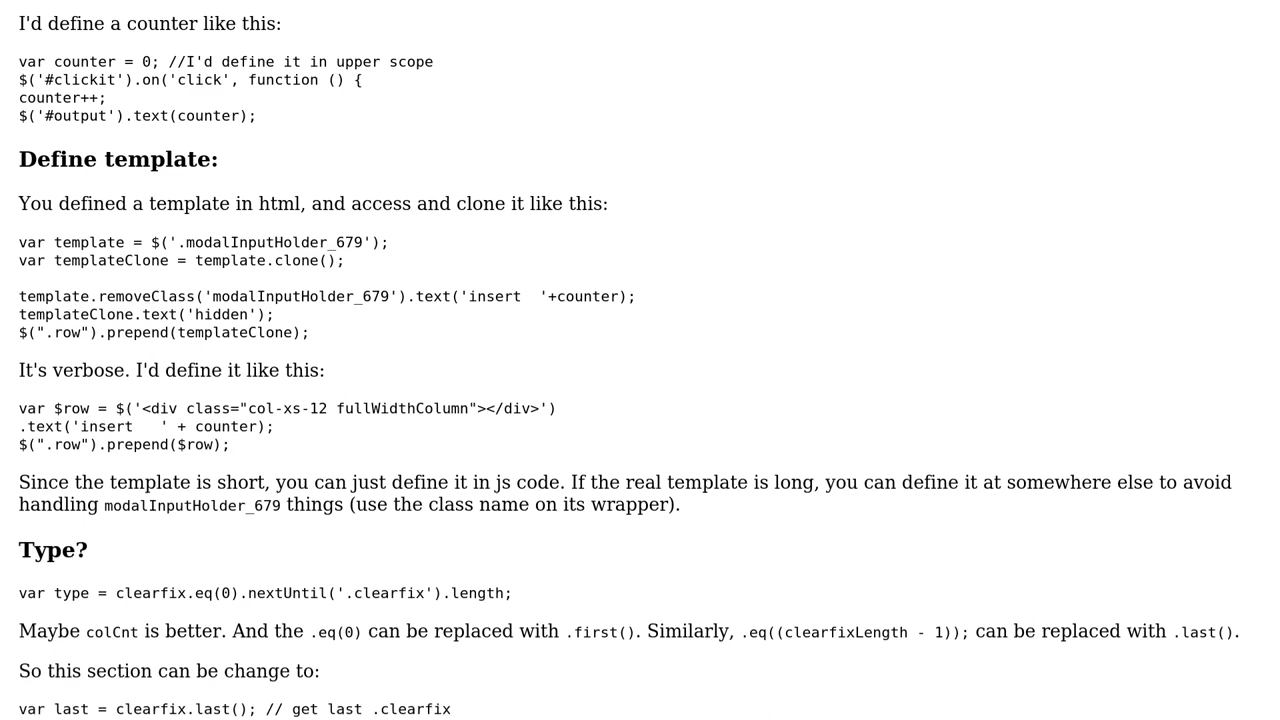 I'd define a counter like this:
var counter = 0; //I'd define it in upper scope
$('#clickit').on('click', function () {
counter++;
$('#output').text(counter);
Define template:
You defined a template in html, and access and clone it like this:
var template = $('.modalInputHolder_679');
var templateClone = template.clone();
template.removeClass('modalInputHolder_679').text('insert  '+counter);
templateClone.text('hidden');
$(".row").prepend(templateClone);
It's verbose. I'd define it like this:
var $row = $('<div class="col-xs-12 fullWidthColumn"></div>')
.text('insert   ' + counter);
$(".row").prepend($row);
Since the template is short, you can just define it in js code. If the real template is long, you can define it at somewhere else to avoid
handling modalInputHolder_679 things (use the class name on its wrapper).
Type?
var type = clearfix.eq(0).nextUntil('.clearfix').length;
Maybe colCnt is better. And the .eq(0) can be replaced with .first(). Similarly, .eq((clearfixLength - 1)); can be replaced with .last().
So this section can be change to:
var last = clearfix.last(); // get last .clearfix